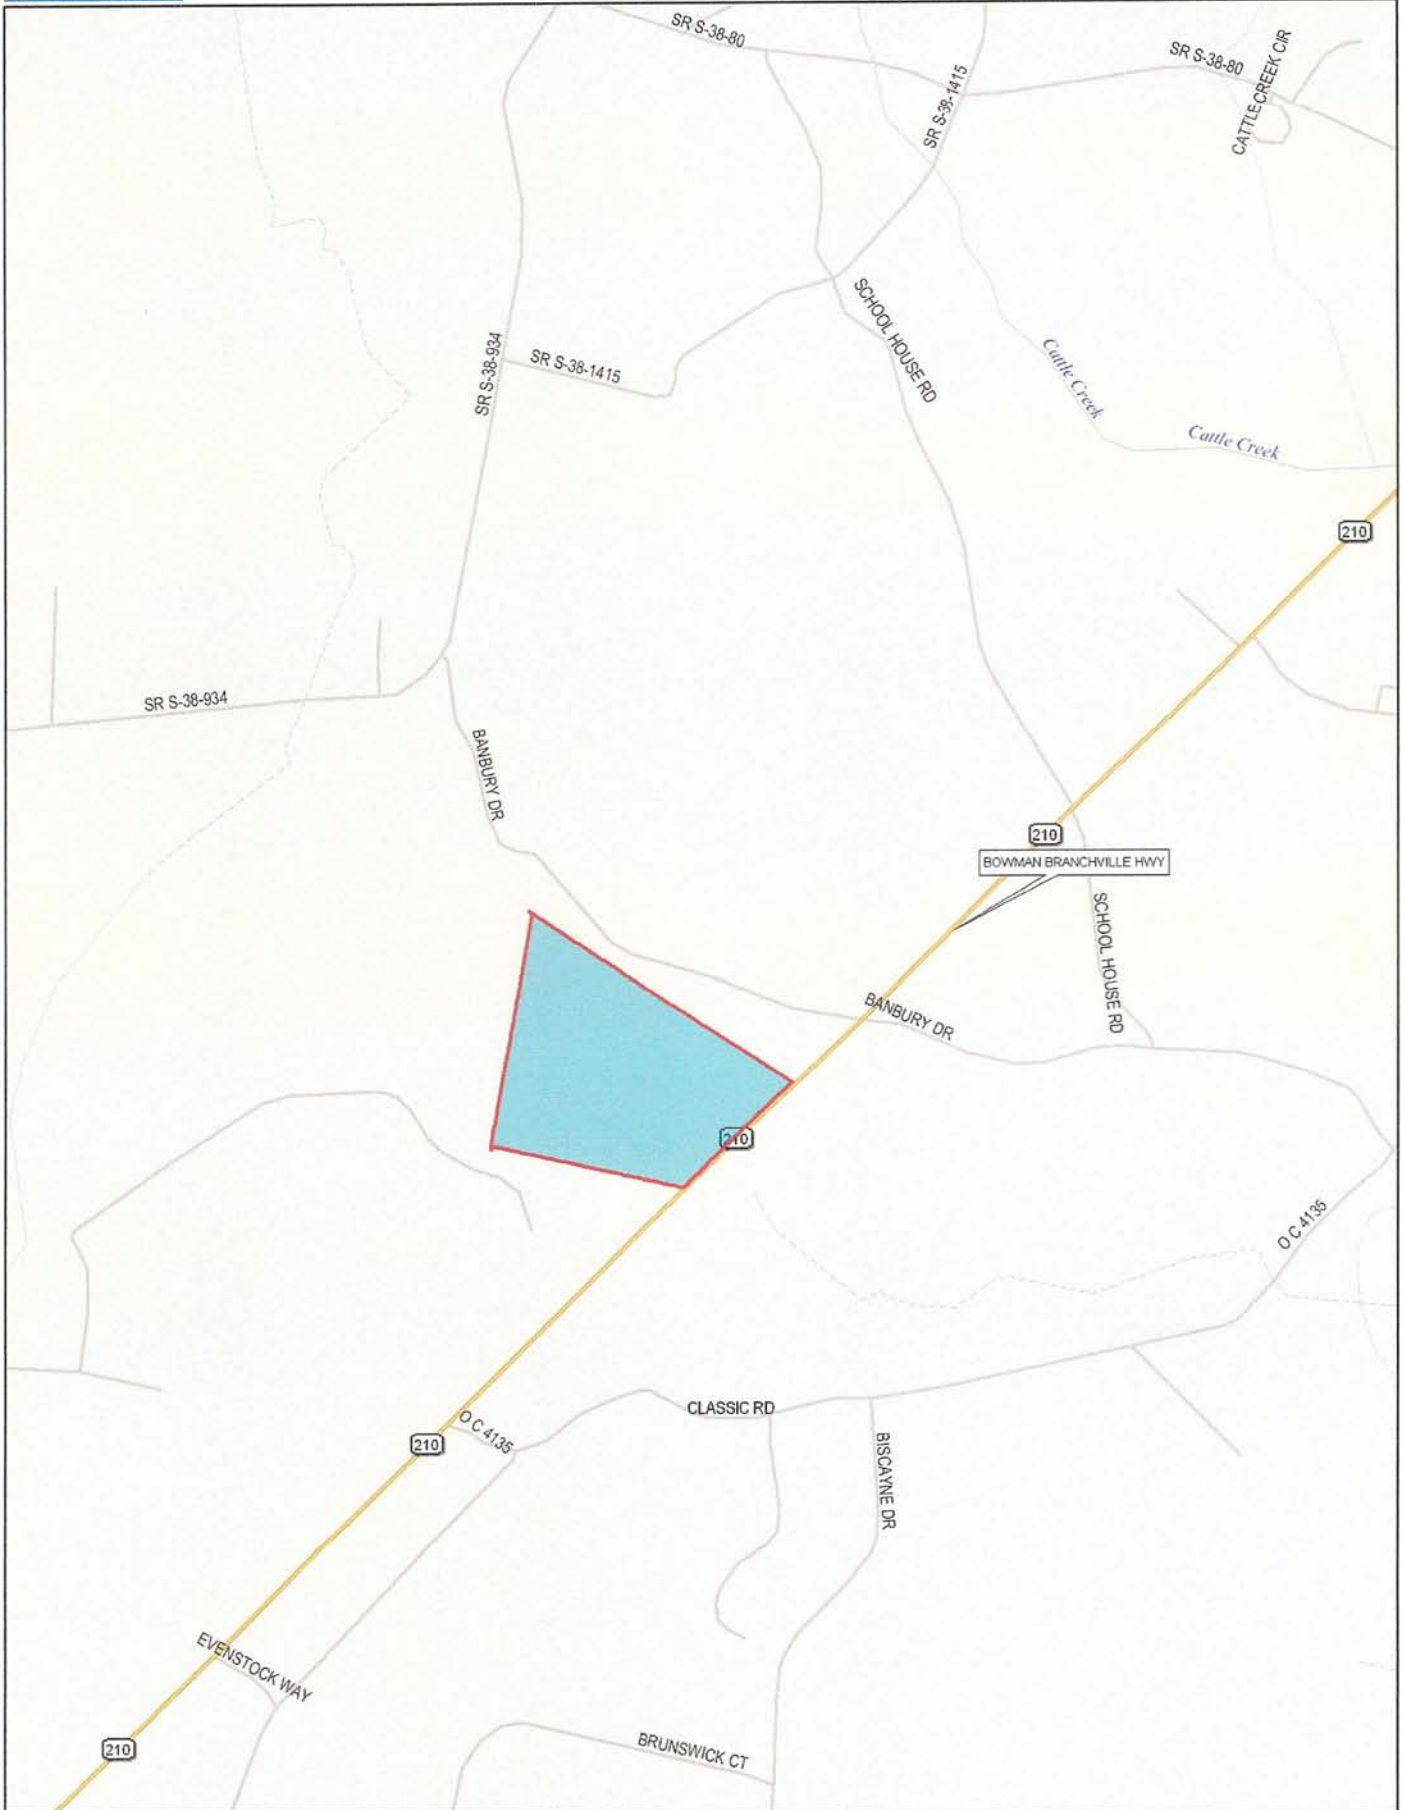 SR S-38-80
SR S-38-80
CATTLE CREEK CIR
SR S-38-1415
SCHOOL HOUSE RD
SR S-38-934
SR S-38-1415
Cattle Creek
Cattle Creek
210
SR S-38-934
BANBURY DR
210
BOWMAN BRANCHVILLE HWY
SCHOOL HOUSE RD
BANBURY DR
210
O C 4135
CLASSIC RD
O C 4135
210
BISCAYNE DR
EVENSTOCK WAY
BRUNSWICK CT
210